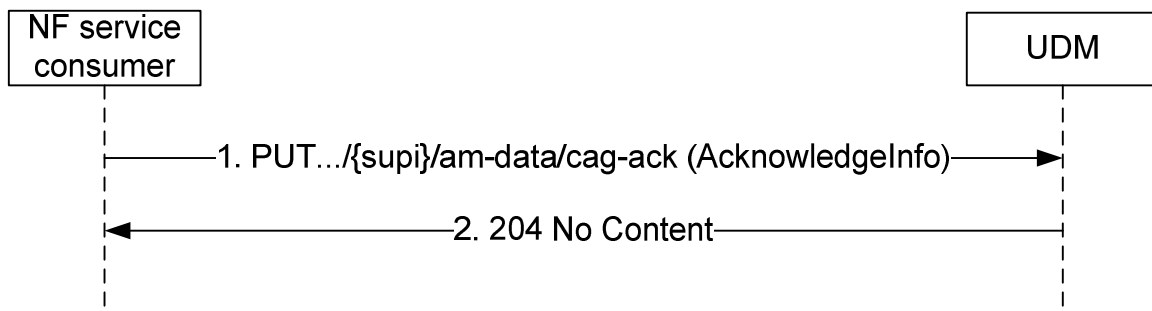 NF service
consumer
UDM
1. PUT.../{supi}/am-data/cag-ack (AcknowledgeInfo)
2. 204 No Content